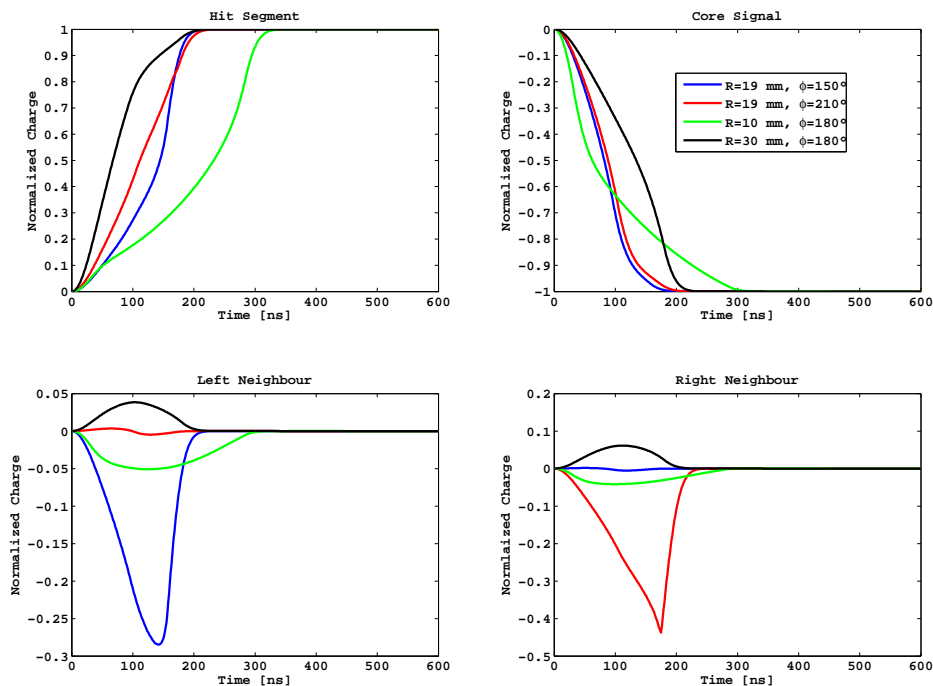 Hit Segment
1
0.9
0.8
0.7
0.6
0.5
0.4
0.3
0.2
0.1
0
Normalized Charge
0 100 200 300 400 500 600
Time [ns]
Core Signal
0
-0.1
-0.2
-0.3
-0.4
-0.5
-0.6
-0.7
-0.8
-0.9
-1
Normalized Charge
R=19 mm, ϕ=150º
R=19 mm, ϕ=210º
R=10 mm, ϕ=180º
R=30 mm, ϕ=180º
0 100 200 300 400 500 600
Time [ns]
Left Neighbour
0.05
0
-0.05
-0.1
-0.15
-0.2
-0.25
-0.3
Normalized Charge
0 100 200 300 400 500 600
Time [ns]
Right Neighbour
0.2
0.1
0
-0.1
-0.2
-0.3
-0.4
-0.5
Normlaized Charge
0 100 200 300 400 500 600
Time [ns]